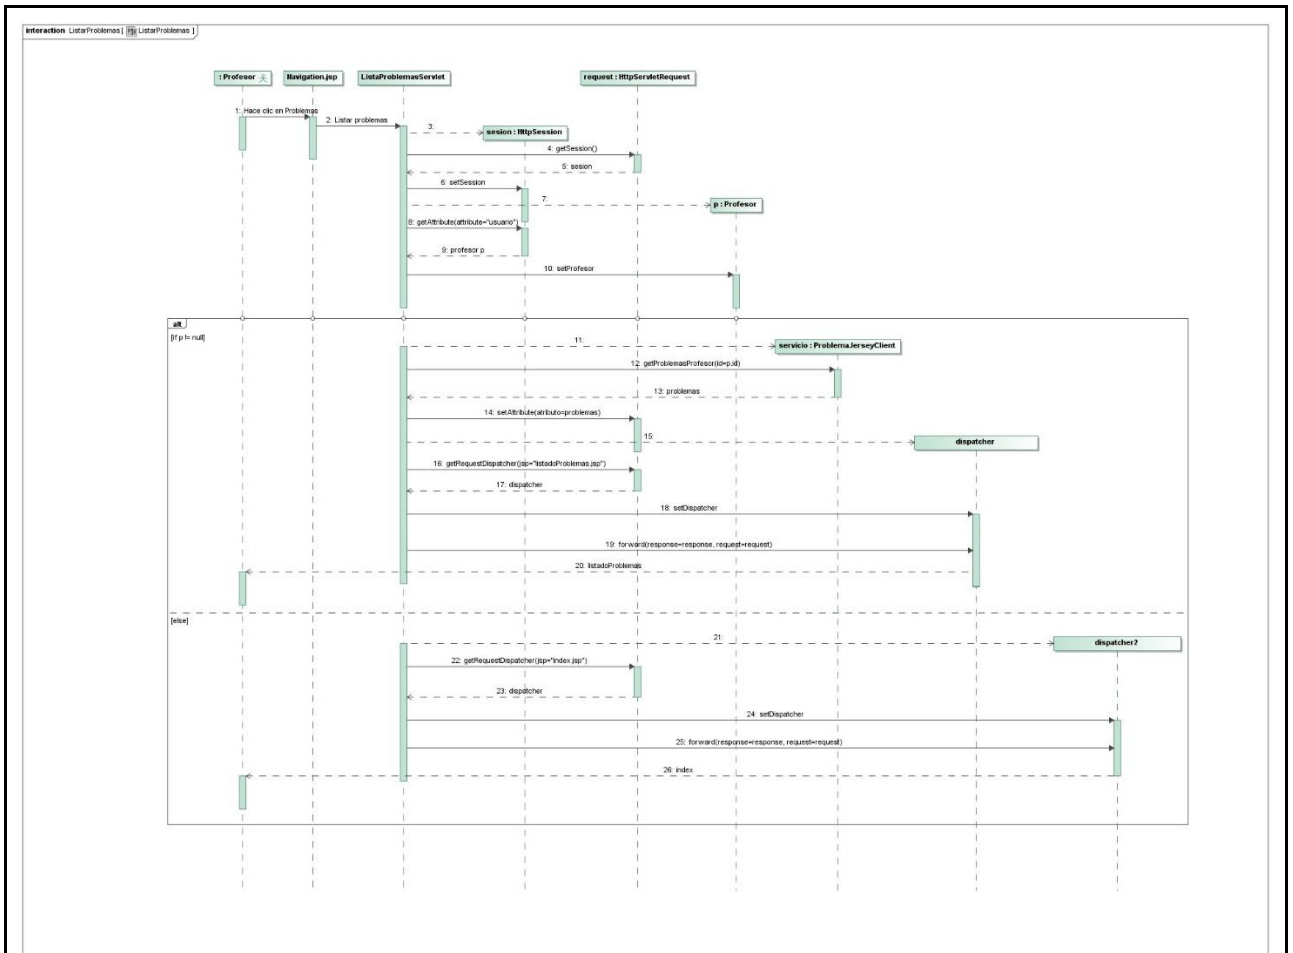 interaction ListarProblemas [ ListarProblemas ]
: Profesor
Navigation.jsp
ListaProblemasServlet
request : HttpServletRequest
1: Hace clic en Problemas
2: Listar problemas
3:
sesion : HttpSession
4: getSession()
5: sesion
6: setSession
7:
p : Profesor
8: getAttribute(attribute="usuario")
9: profesor p
10: setProfesor
alt
[if p != null]
11:
servicio : ProblemaJerseyClient
12: getProblemasProfesor(id=p.id)
13: problemas
14: setAttribute(atributo=problemas)
15:
dispatcher
16: getRequestDispatcher(jsp="listadoProblemas.jsp")
17: dispatcher
18: setDispatcher
19: forward(response=response, request=request)
20: listadoProblemas
[else]
21:
dispatcher2
22: getRequestDispatcher(jsp="index.jsp")
23: dispatcher
24: setDispatcher
25: forward(response=response, request=request)
26: index